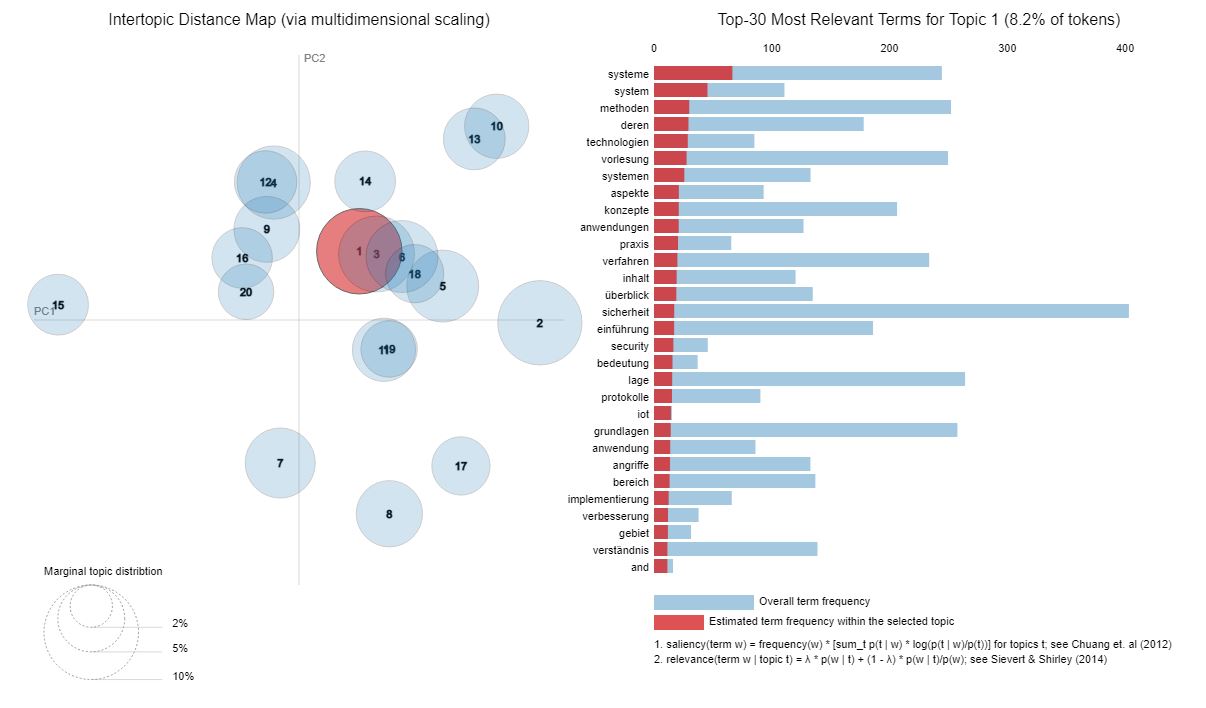 Intertopic Distance Map (via multidimensional scaling)
PC2
PC1
10
13
12
4
14
9
1
3
6
16
18
5
20
15
2
11
19
7
17
8
Marginal topic distribtion
2%
5%
10%
Top-30 Most Relevant Terms for Topic 1 (8.2% of tokens)
0 100 200 300 400
systeme
system
methoden
deren
technologien
vorlesung
systemen
aspekte
konzepte
anwendungen
praxis
verfahren
inhalt
überblick
sicherheit
einführung
security
bedeutung
lage
protokolle
iot
grundlagen
anwendung
angriffe
bereich
implementierung
verbesserung
gebiet
verständnis
and
Overall term frequency
Estimated term frequency within the selected topic
1. saliency(term w) = frequency(w) * [sum_t p(t | w) * log(p(t | w)/p(t))] for topics t; see Chuang et. al (2012)
2. relevance(term w | topic t) = λ * p(w | t) + (1 - λ) * p(w | t)/p(w); see Sievert & Shirley (2014)